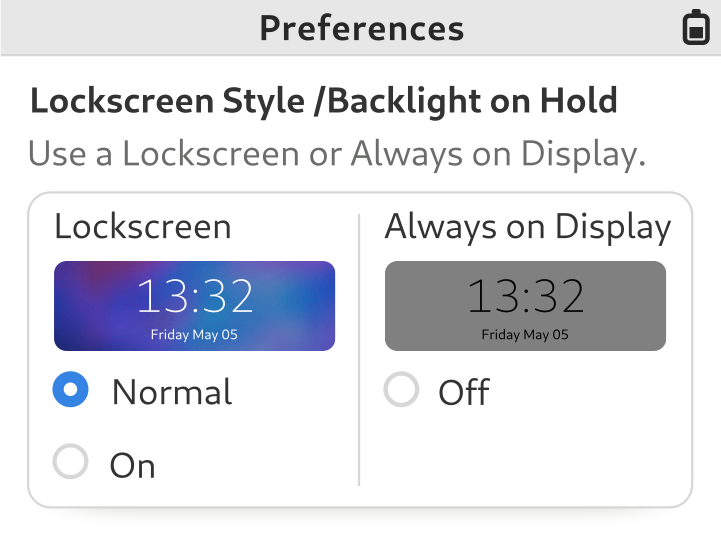 Preferences
Lockscreen Style /Backlight on Hold
Use a Lockscreen or Always on Display.
Lockscreen
13:32
Friday May 05
Normal
On
Always on Display
13:32
Friday May 05
Off